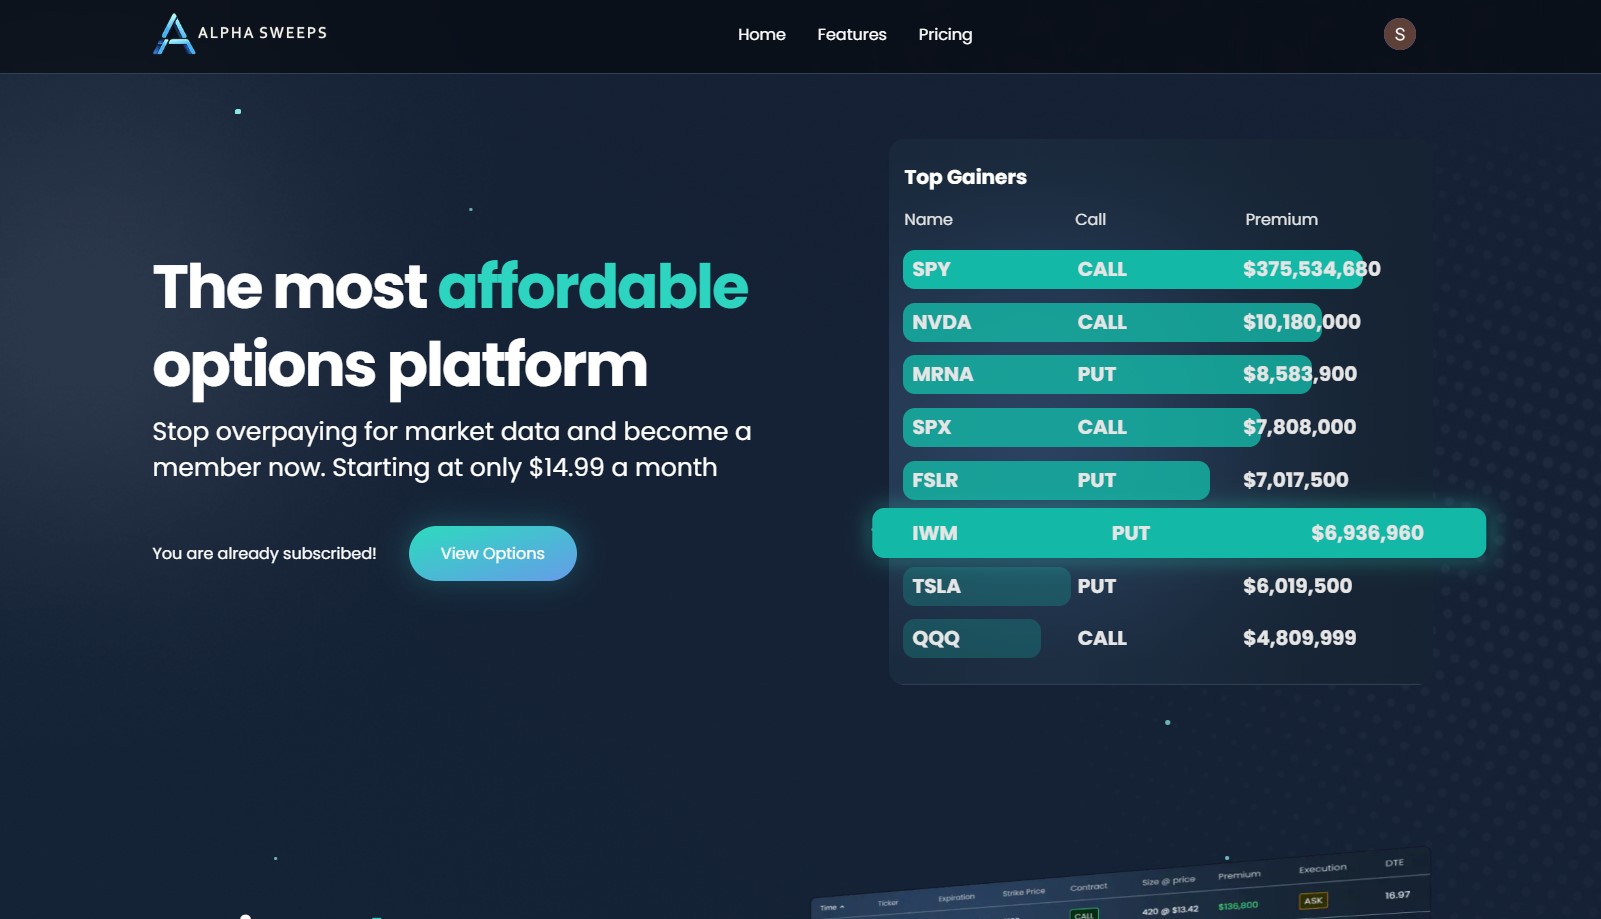 ALPHA SWEEPS
Home Features Pricing
S
The most affordable
options platform
Stop overpaying for market data and become a
member now. Starting at only $14.99 a month
You are already subscribed! View Options
Top Gainers
Name Call Premium
SPY CALL $375,534,680
NVDA CALL $10,180,000
MRNA PUT $8,583,900
SPX CALL $7,808,000
FSLR PUT $7,017,500
IWM PUT $6,936,960
TSLA PUT $6,019,500
QQQ CALL $4,809,999
Time Ticker Expiration Strike Price Contract Size @ price Premium Execution DTE
CALL 420 @ $13.42 $136,800 ASK 16.97